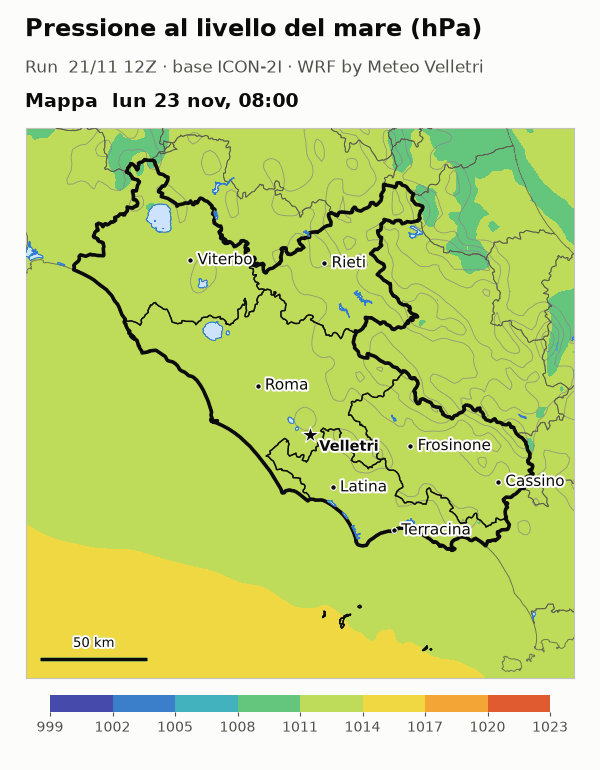 Pressione al livello del mare (hPa)
Run  21/11 12Z · base ICON-2I · WRF by Meteo Velletri
Mappa  lun 23 nov, 08:00
Viterbo
Rieti
Roma
Velletri
Frosinone
Latina
Cassino
Terracina
50 km
999 1002 1005 1008 1011 1014 1017 1020 1023